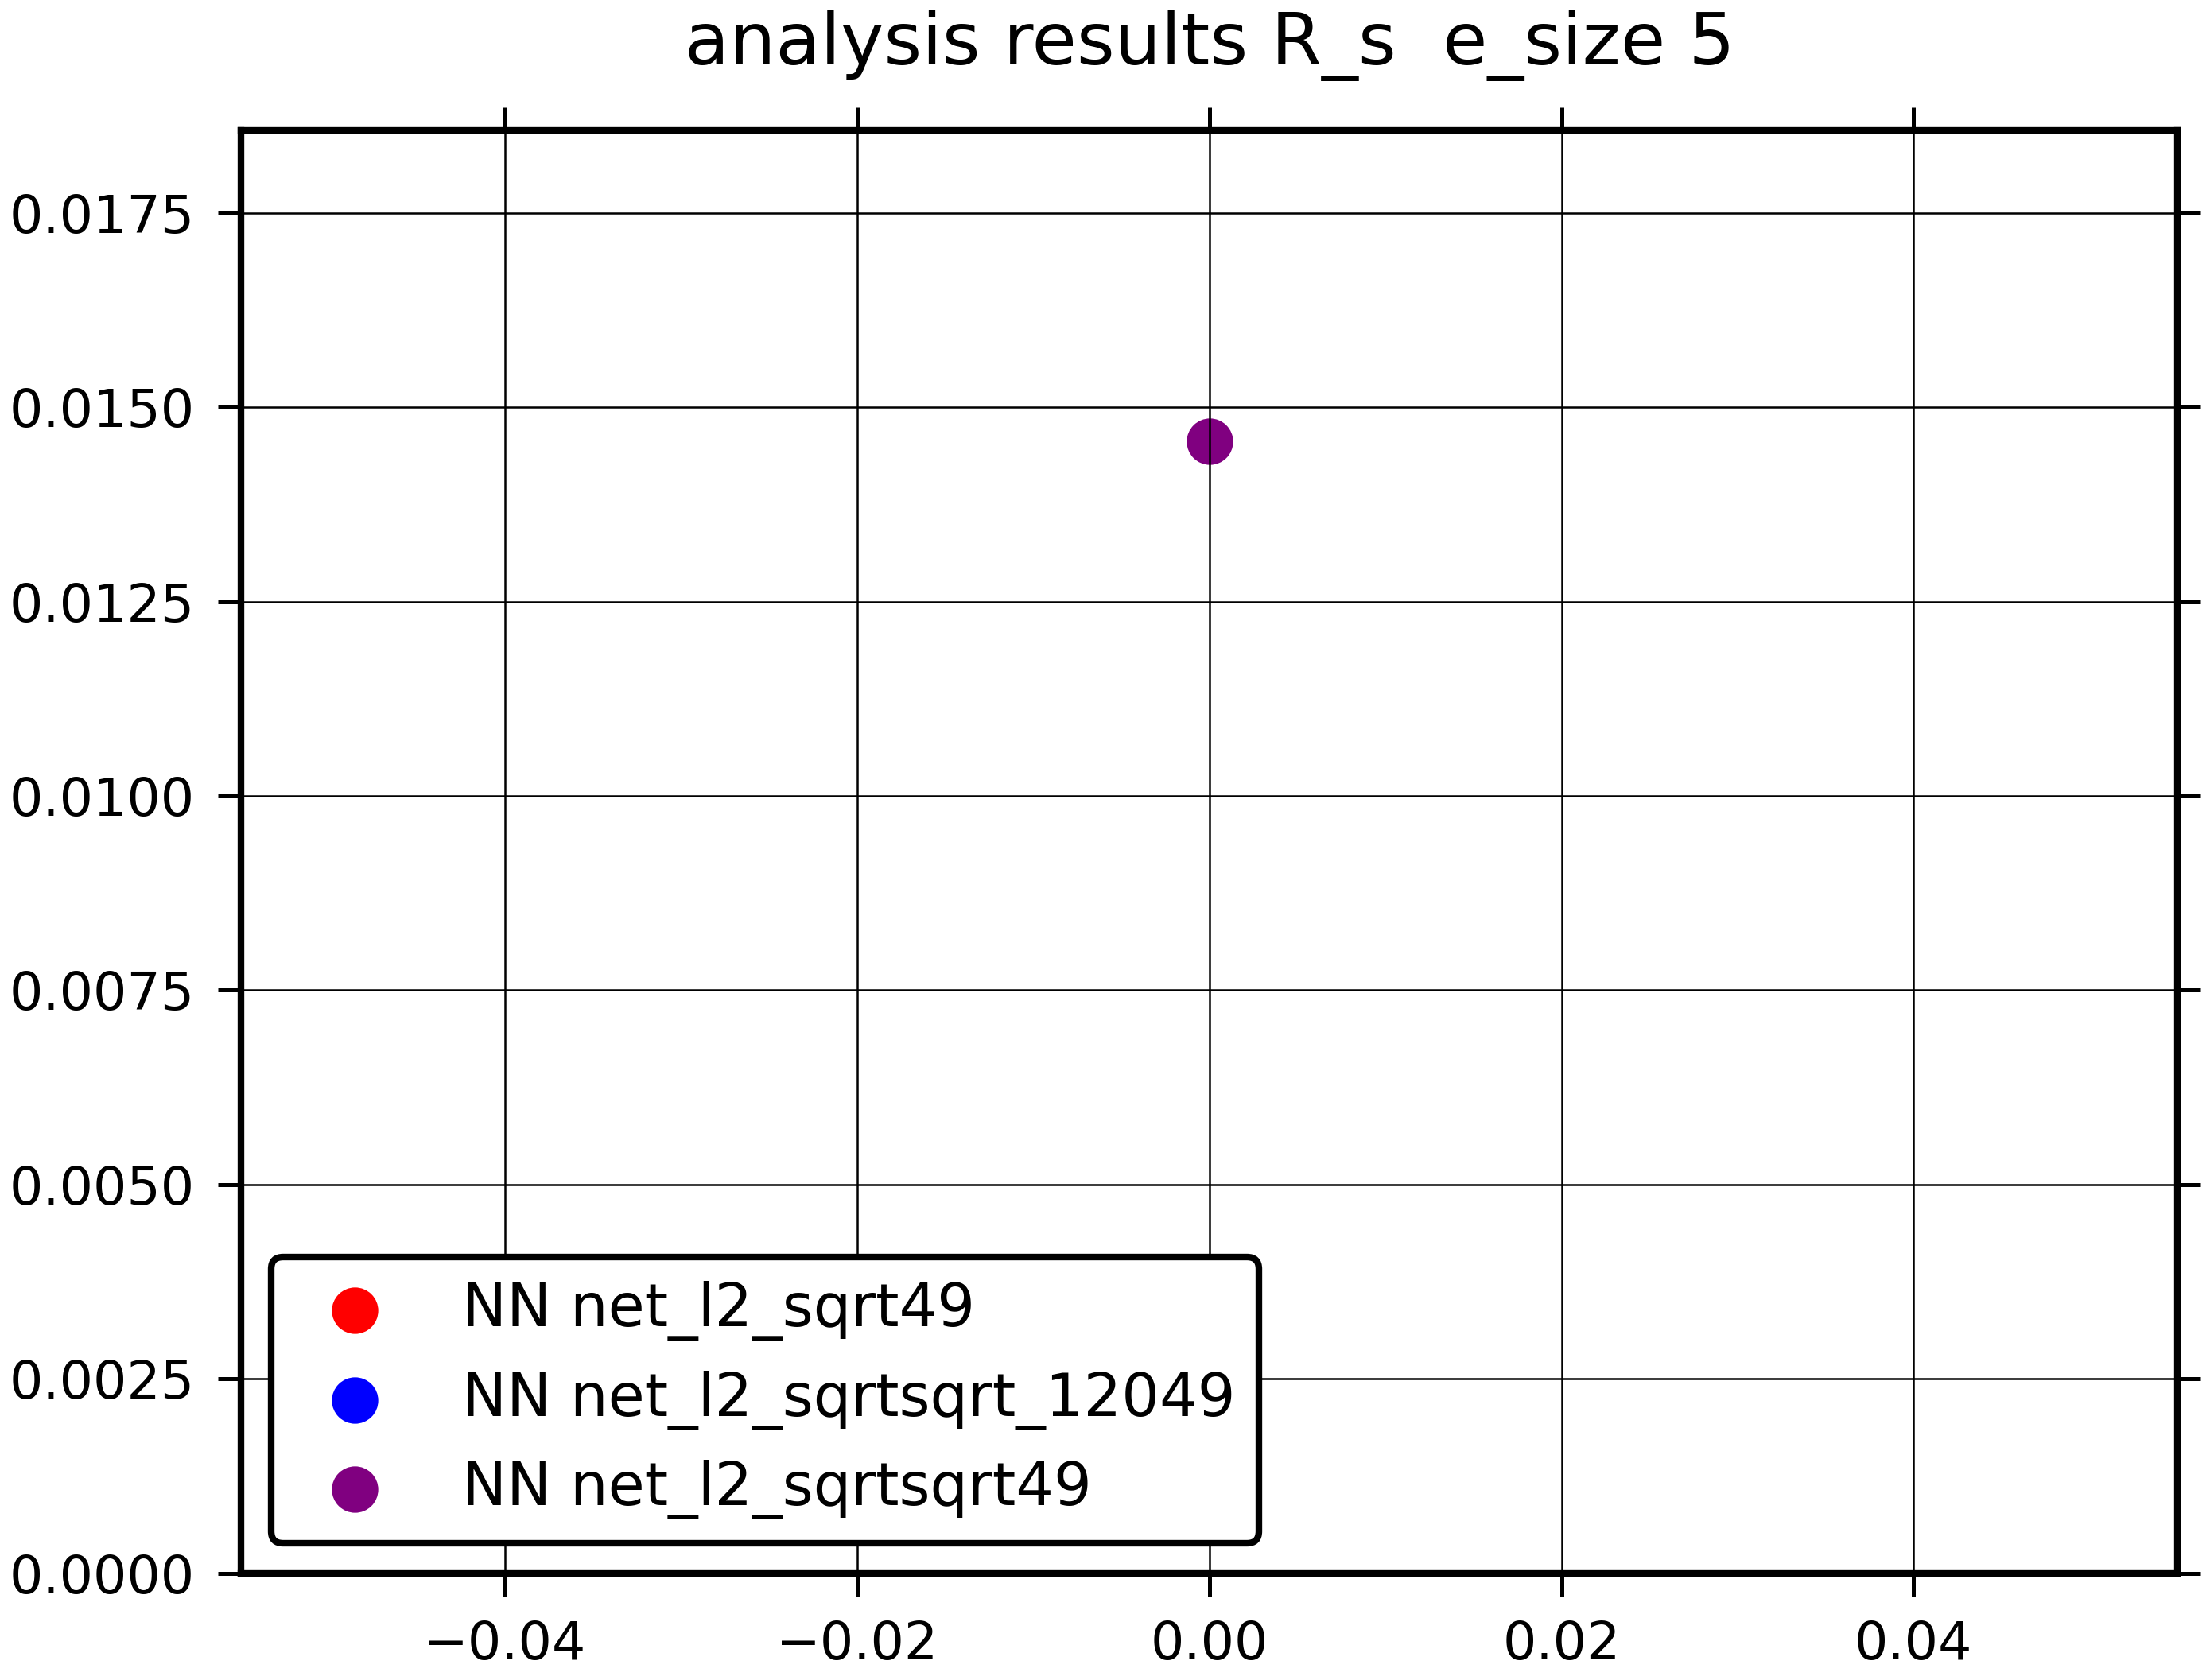 analysis results R_s  e_size 5
0.0175
0.0150
0.0125
0.0100
0.0075
0.0050
0.0025
0.0000
NN net_l2_sqrt49
NN net_l2_sqrtsqrt_12049
NN net_l2_sqrtsqrt49
−0.04 −0.02 0.00 0.02 0.04